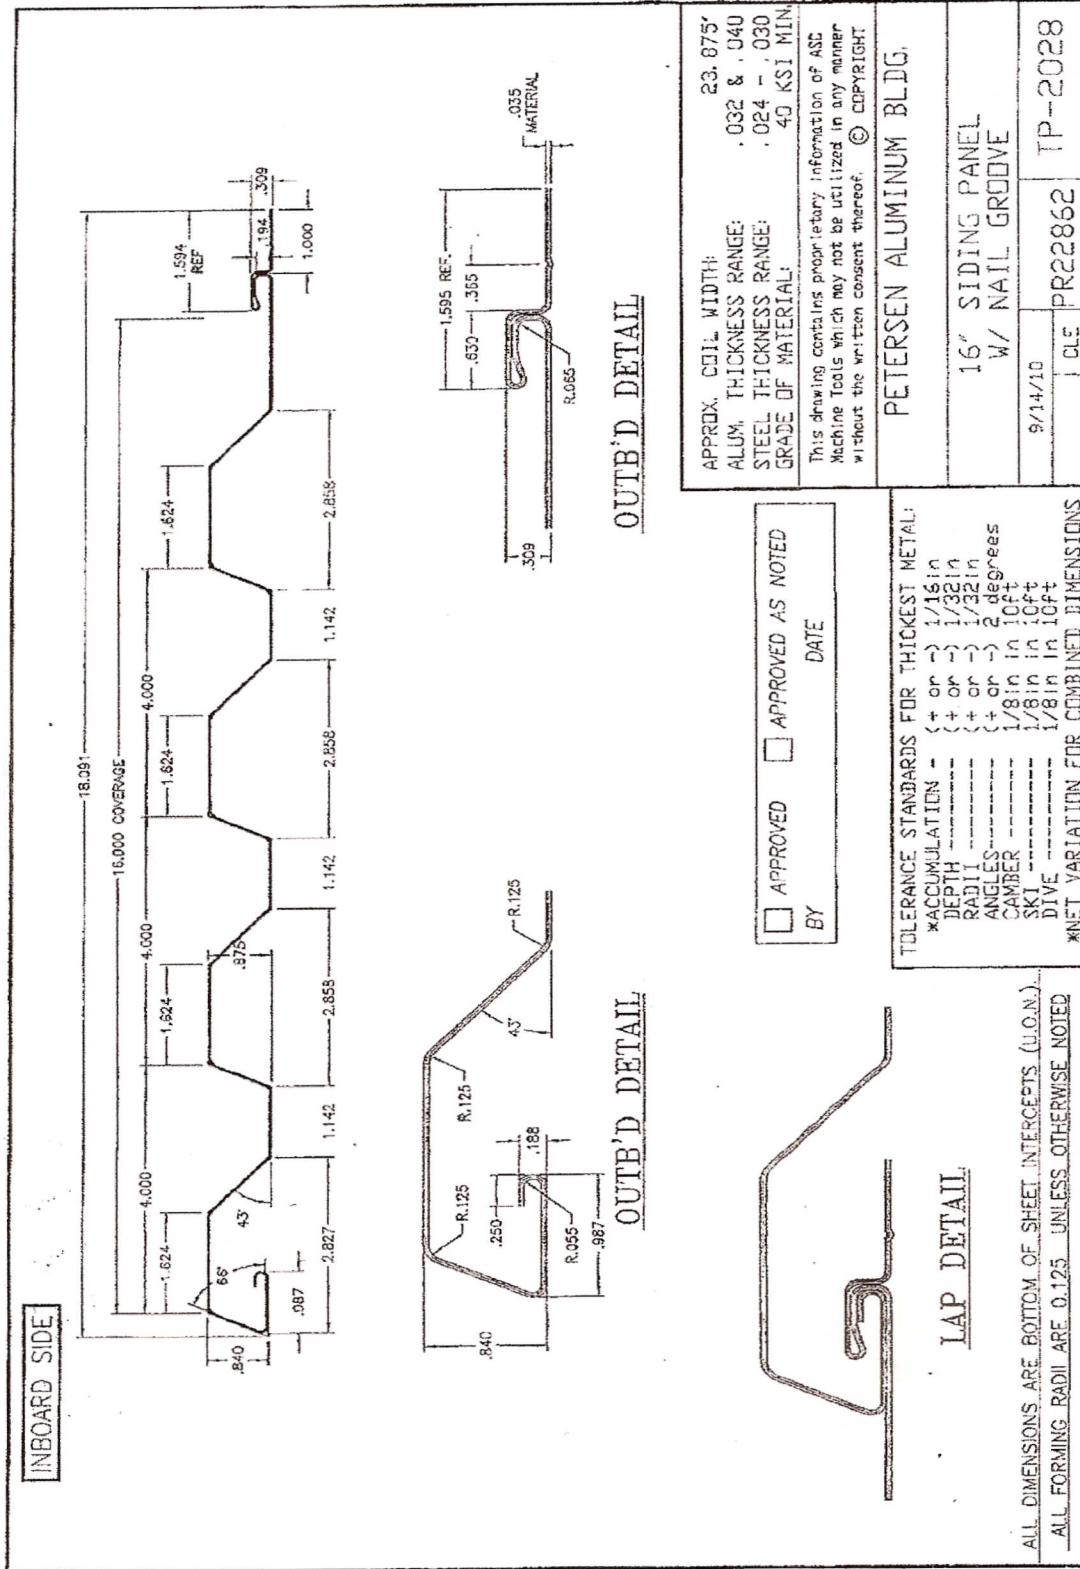 INBOARD SIDE
18.091
16.000 COVERAGE
4.000
4.000
4.000
1.624
1.624
1.624
1.624
1.594
REF
.309
.194
1.000
.840
66°
43°
.875"
.087
2.827
1.142
2.858
1.142
2.858
1.142
2.858
R.125
R.125
R.125
.840
.250
.188
R.055
.987
43°
OUTB'D DETAIL
1.595 REF.
.630
.365
.035
MATERIAL
.309
R.065
OUTB'D DETAIL
LAP DETAIL
APPROVED
APPROVED AS NOTED
BY
DATE
APPROX. COIL WIDTH: 23.875"
ALUM. THICKNESS RANGE: .032 & .040
STEEL THICKNESS RANGE: .024 - .030
GRADE OF MATERIAL: 40 KSI MIN.
This drawing contains proprietary information of ASC
Machine Tools which may not be utilized in any manner
without the written consent thereof. © COPYRIGHT
PETERSEN ALUMINUM BLDG.
16" SIDING PANEL
W/ NAIL GROOVE
9/14/10
PR22862
TP-2028
CLE
TOLERANCE STANDARDS FOR THICKEST METAL:
*ACCUMULATION - (+ or -) 1/16in
DEPTH --------- (+ or -) 1/32in
RADII --------- (+ or -) 1/32in
ANGLES--------- (+ or -) 2 degrees
CAMBER -------- 1/8in in 10ft
SKI ----------- 1/8in in 10ft
DIVE ---------- 1/8in in 10ft
*NET VARIATION FOR COMBINED DIMENSIONS
ALL DIMENSIONS ARE BOTTOM OF SHEET INTERCEPTS (U.O.N.)
ALL FORMING RADII ARE 0.125 UNLESS OTHERWISE NOTED